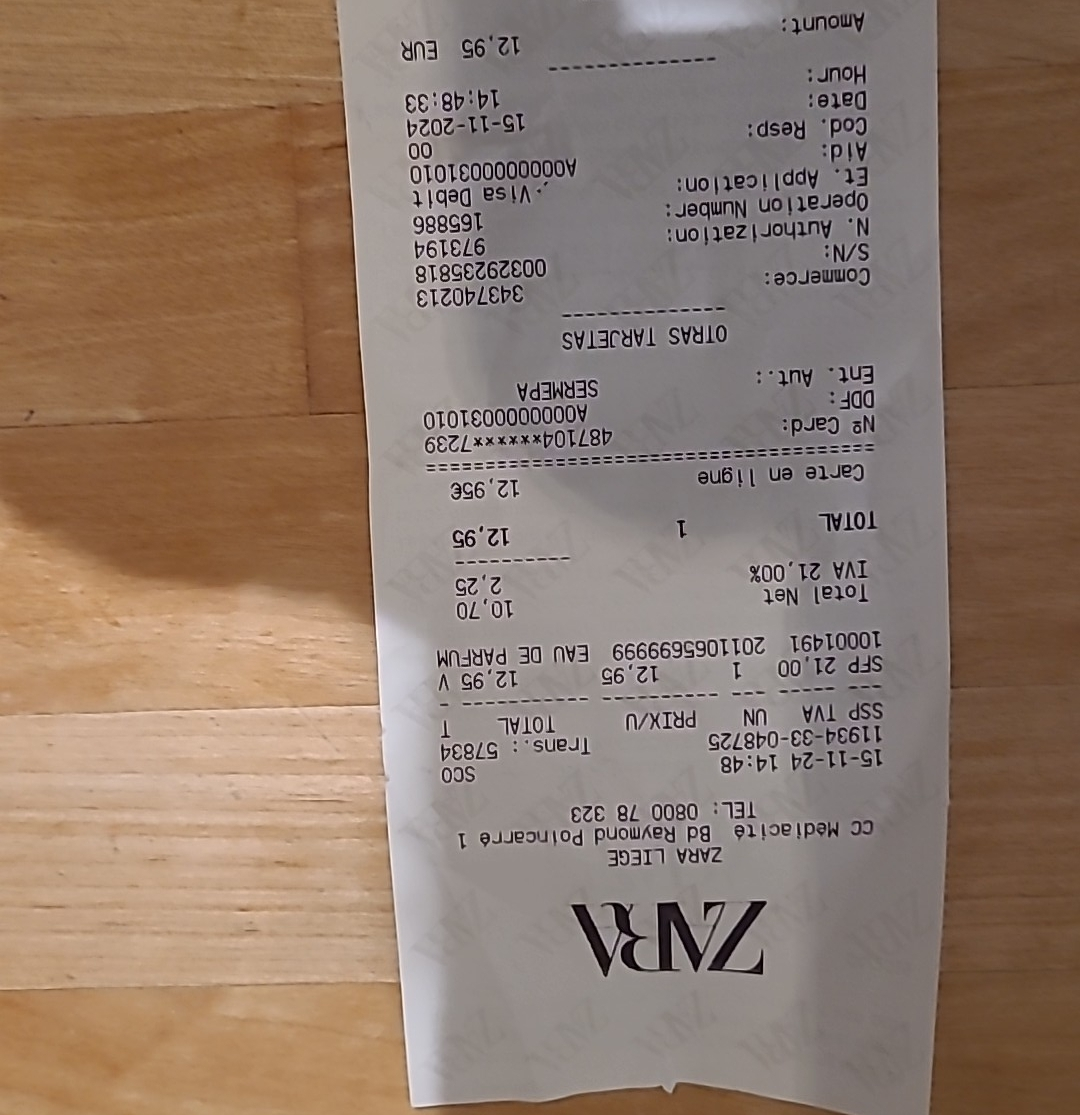 ZARA
ZARA LIEGE
CC Médiacité Bd Raymond Poincarré 1
TEL: 0800 78 323
15-11-24 14:48 SCO
11934-33-048725 Trans.: 57834
SSP TVA UN PRIX/U TOTAL T
--- ----- --- --------- --------- -
SFP 21,00 1 12,95 12,95 V
10001491 20110656999999 EAU DE PARFUM
Total Net 10,70
IVA 21,00% 2,25
------------
TOTAL 1 12,95
Carte en ligne 12,95€
========================================
Nº Card: 487104*******7239
DDF: A0000000031010
Ent. Aut.: SERMEPA
OTRAS TARJETAS
--------------
Commerce: 343740213
S/N: 00329235818
N. Authorización: 973194
Operation Number: 165886
Et. Application: Visa Debit
Aid: A0000000031010
Cod. Resp: 00
Date: 15-11-2024
Hour: 14:48:33
--------------
Amount: 12,95 EUR